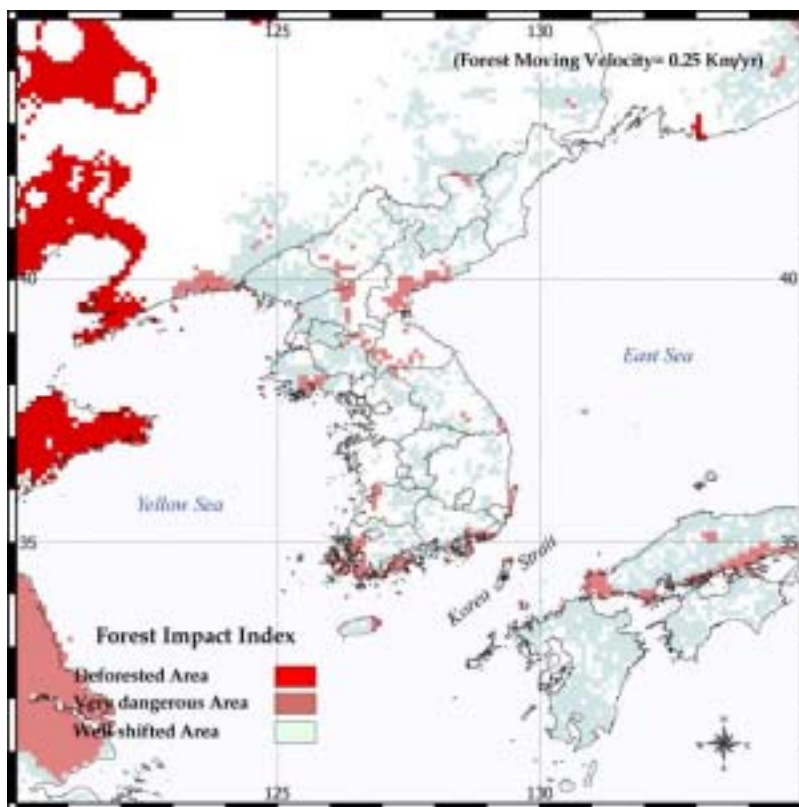 125
130
(Forest Moving Velocity= 0.25 Km/yr)
40
40
East Sea
Yellow Sea
35
35
Korea Strait
Forest Impact Index
Deforested Area
Very dangerous Area
Well-shifted Area
125
130